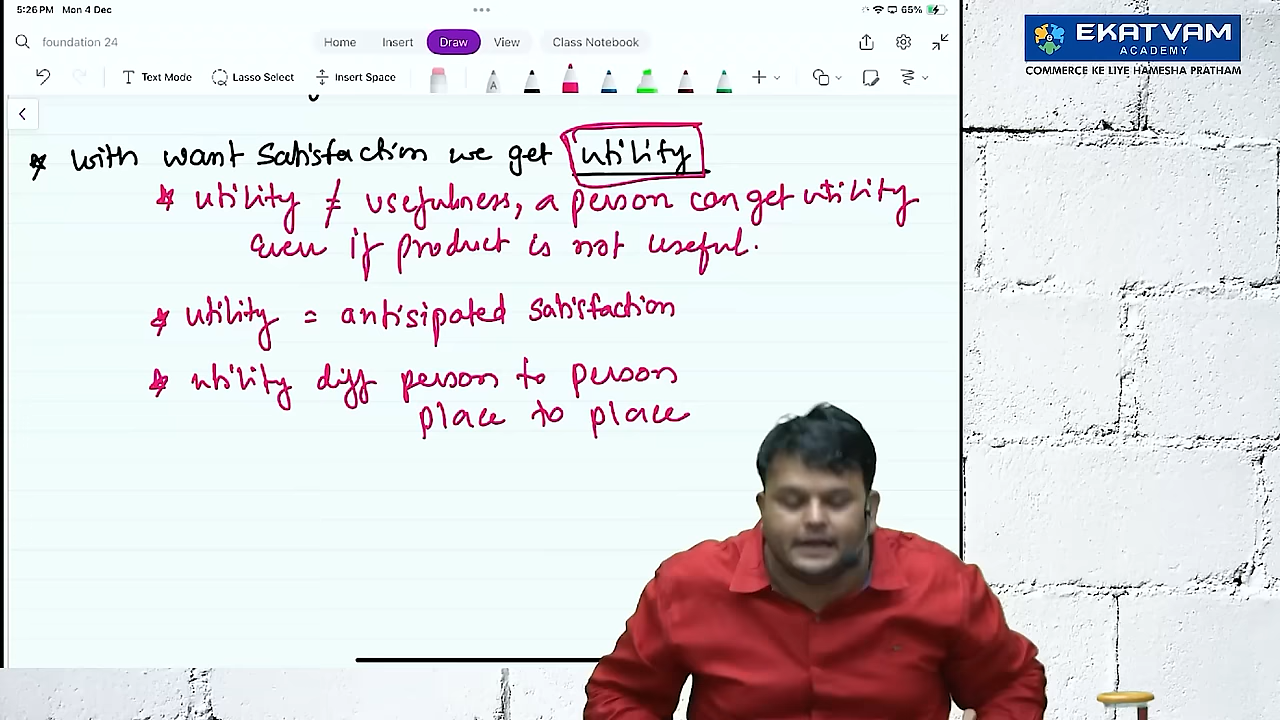 5:26 PM Mon 4 Dec
65%
foundation 24
Home Insert Draw View Class Notebook
Text Mode Lasso Select Insert Space
EKATVAM
ACADEMY
COMMERCE KE LIYE HAMESHA PRATHAM
with want satisfaction we get utility
utility ≠ usefulness, a person can get utility
even if product is not useful.
utility = antisipated satisfaction
utility diff person to person
place to place